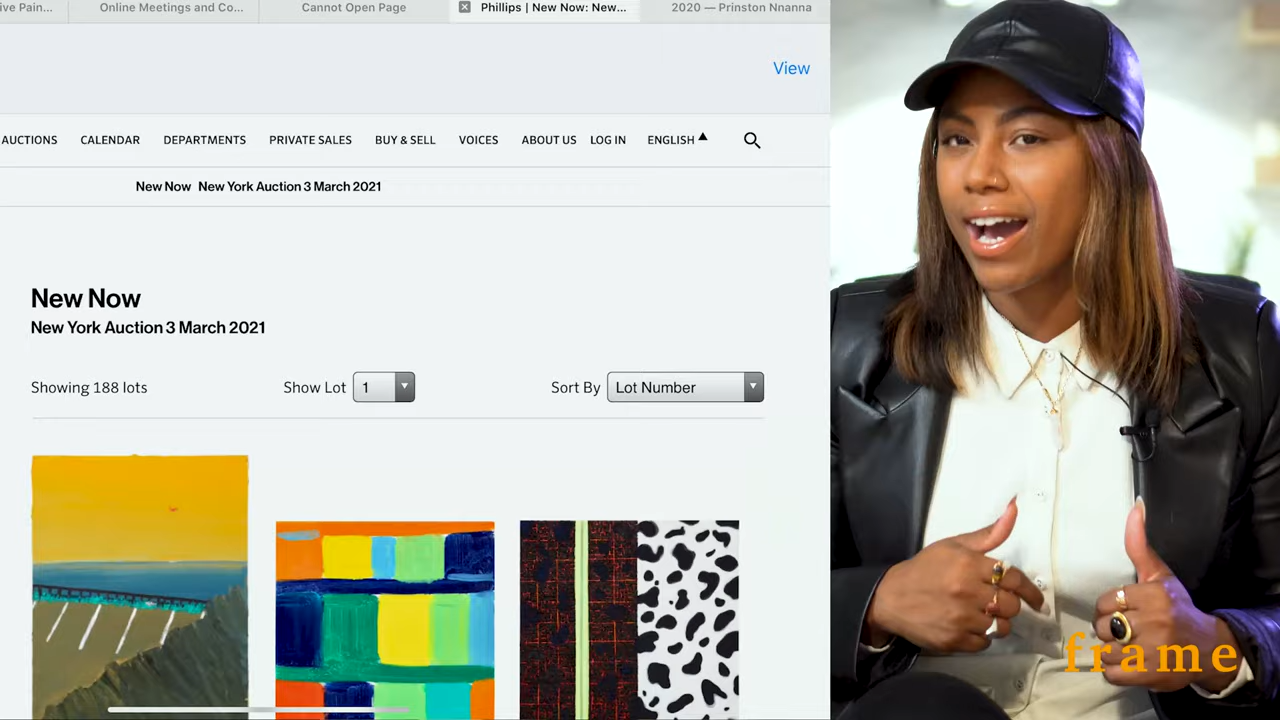 ive Pain...
Online Meetings and Co...
Cannot Open Page
Phillips | New Now: New...
2020 — Prinston Nnanna
View
AUCTIONS CALENDAR DEPARTMENTS PRIVATE SALES BUY & SELL VOICES ABOUT US LOG IN ENGLISH
New Now New York Auction 3 March 2021
New Now
New York Auction 3 March 2021
Showing 188 lots Show Lot 1 Sort By Lot Number
frame